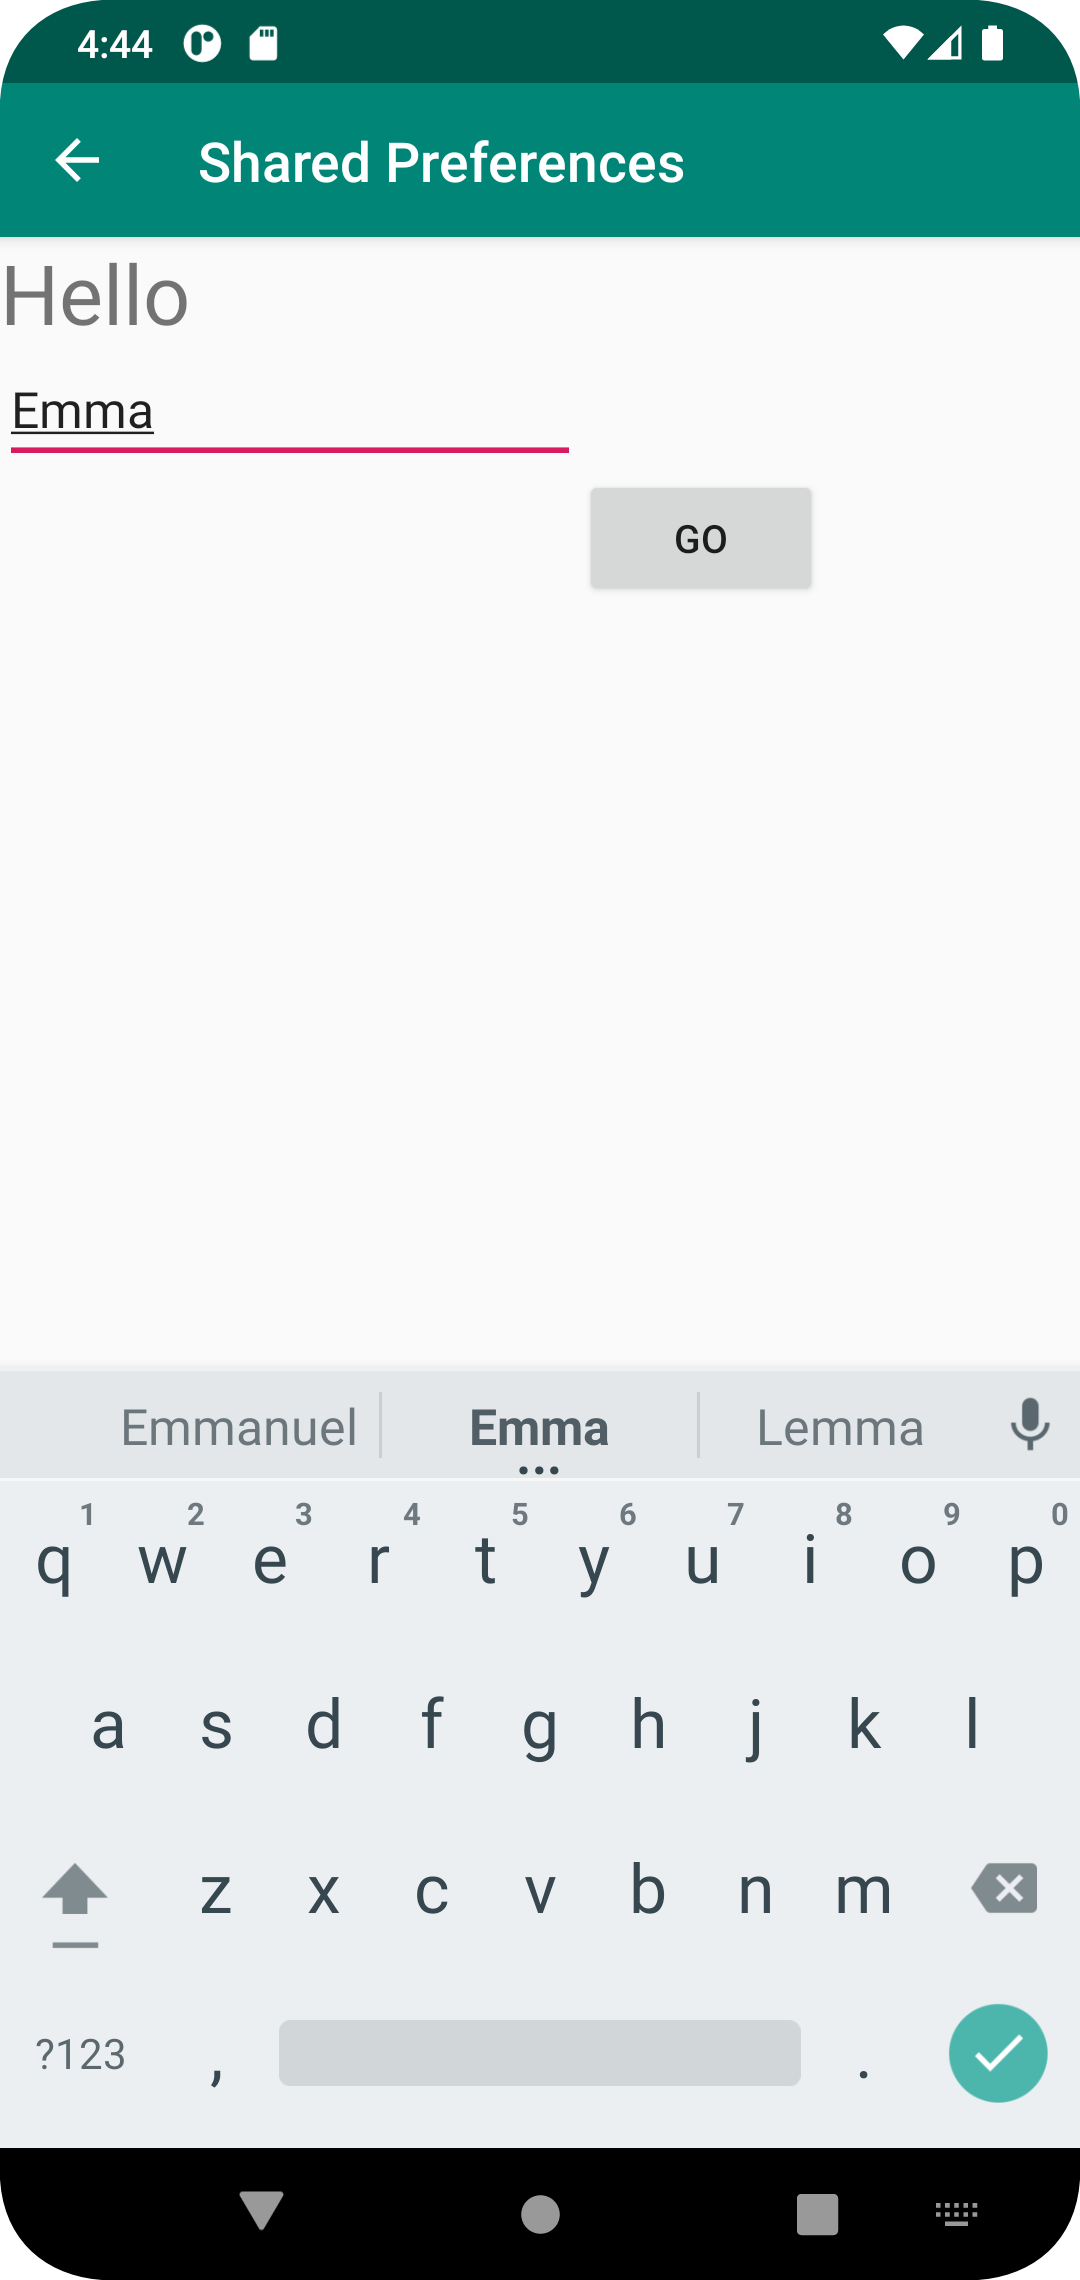 4:44
Shared Preferences
Hello
Emma
GO
Emmanuel Emma Lemma
1 2 3 4 5 6 7 8 9 0
q w e r t y u i o p
a s d f g h j k l
z x c v b n m
?123 , .